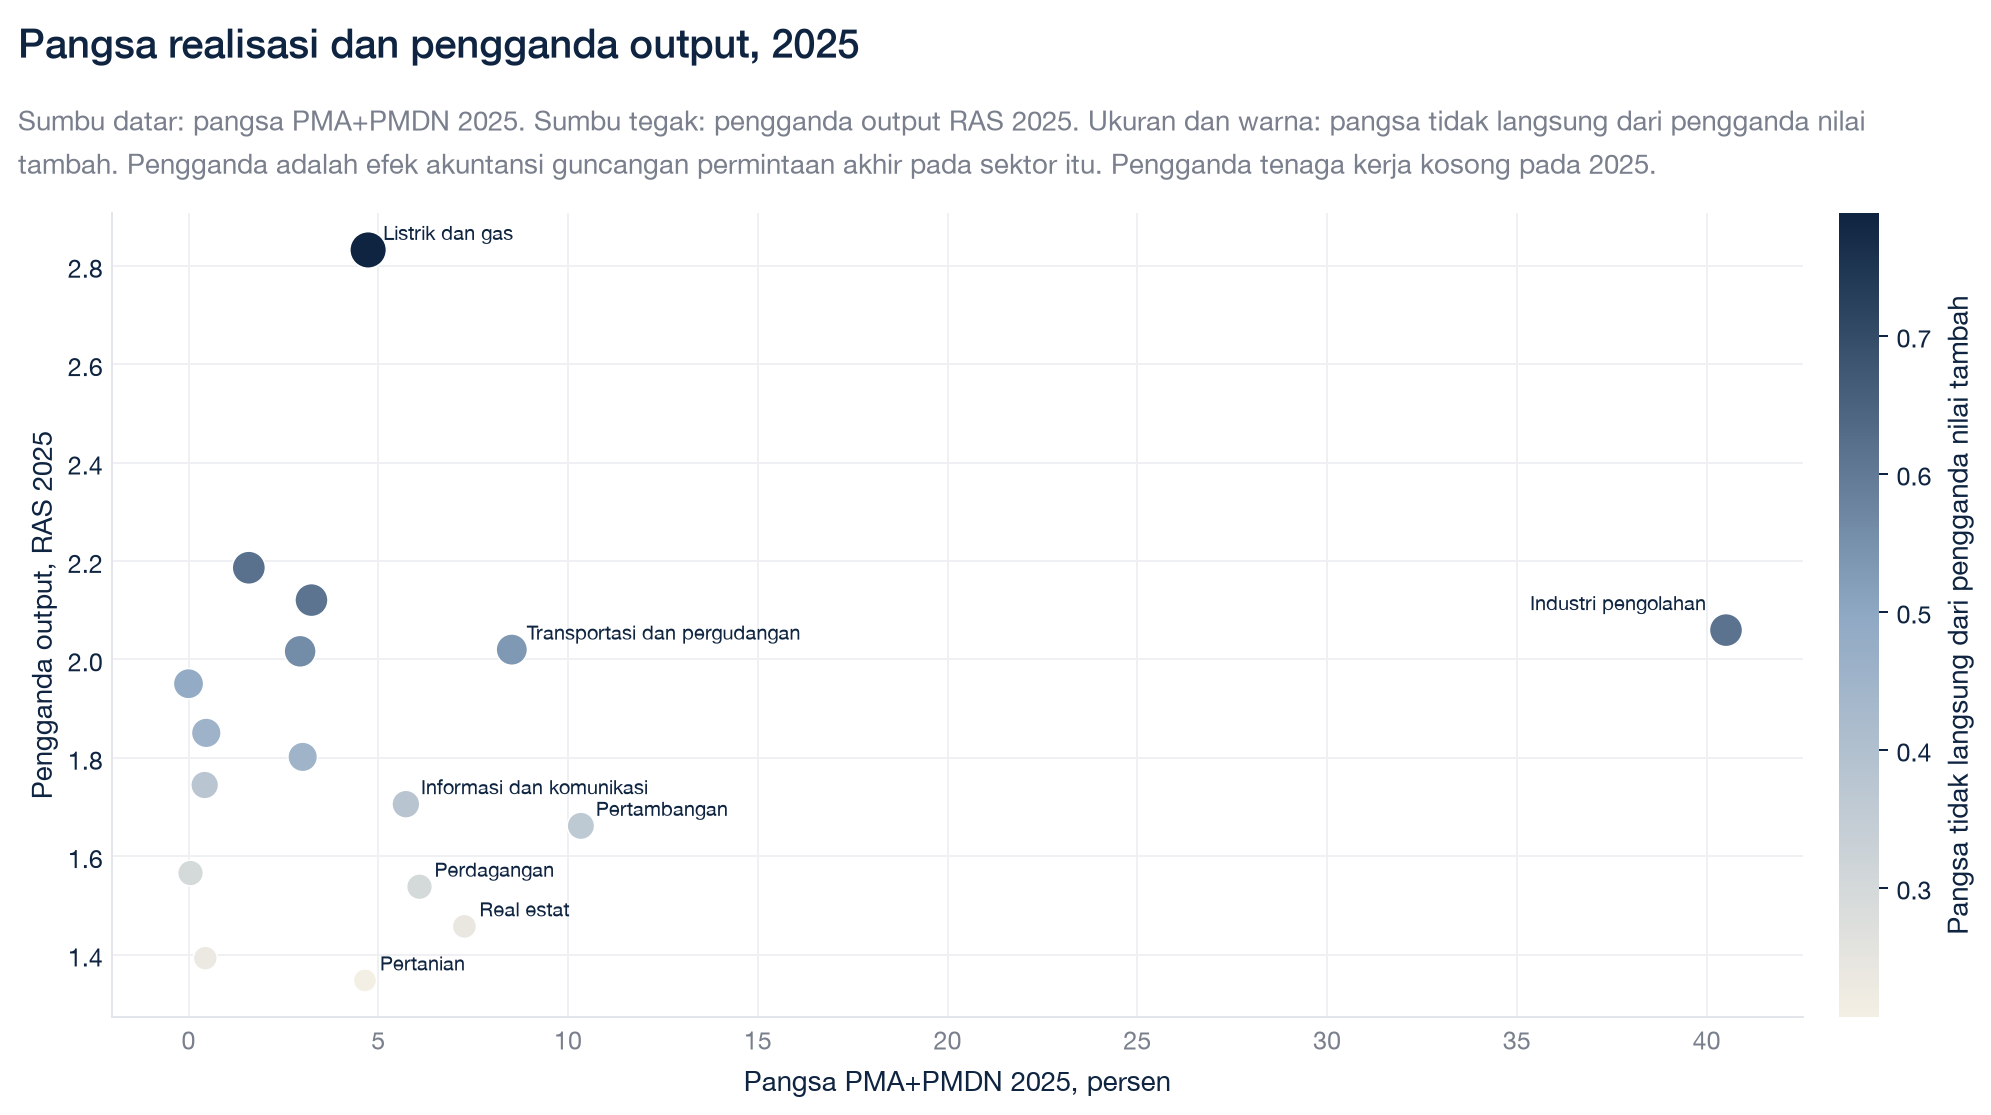 Pangsa realisasi dan pengganda output, 2025
Sumbu datar: pangsa PMA+PMDN 2025. Sumbu tegak: pengganda output RAS 2025. Ukuran dan warna: pangsa tidak langsung dari pengganda nilai
tambah. Pengganda adalah efek akuntansi guncangan permintaan akhir pada sektor itu. Pengganda tenaga kerja kosong pada 2025.
Pengganda output, RAS 2025
2.8
2.6
2.4
2.2
2.0
1.8
1.6
1.4
Listrik dan gas
Industri pengolahan
Transportasi dan pergudangan
Informasi dan komunikasi
Pertambangan
Perdagangan
Real estat
Pertanian
0
5
10
15
20
25
30
35
40
Pangsa PMA+PMDN 2025, persen
0.7
0.6
0.5
0.4
0.3
Pangsa tidak langsung dari pengganda nilai tambah